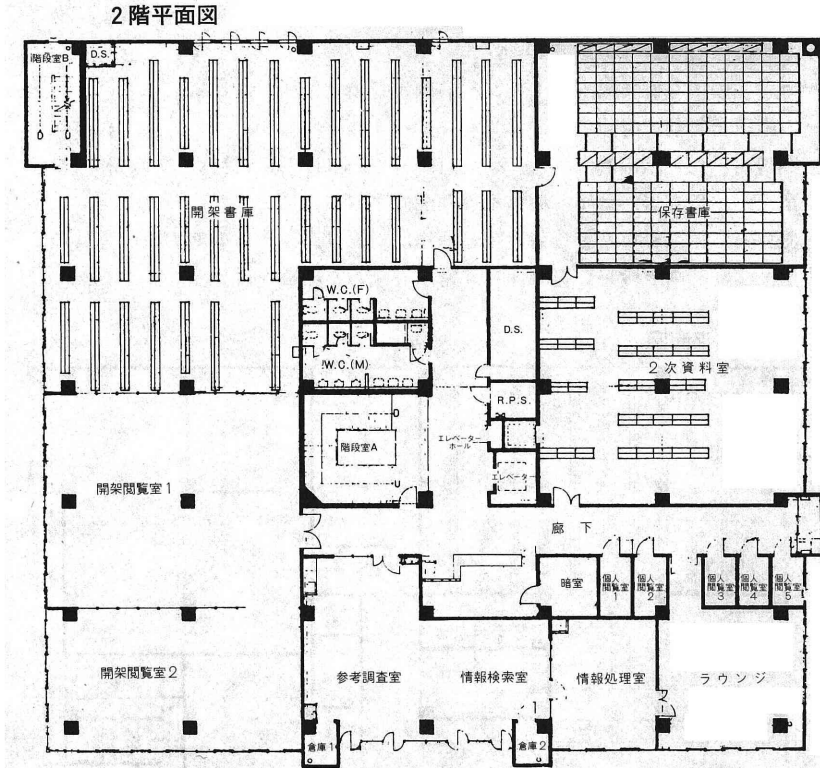 2階平面図
階段室B
D.S.
開架書庫
保存書庫
W.C.(F)
W.C.(M)
D.S.
R.P.S.
2次資料室
階段室A
エレベーター
ホール
エレベーター
開架閲覧室1
廊下
暗室
個人
閲覧室
1
個人
閲覧室
2
個人
閲覧室
3
個人
閲覧室
4
個人
閲覧室
5
開架閲覧室2
参考調査室
情報検索室
情報処理室
ラウンジ
倉庫1
倉庫2